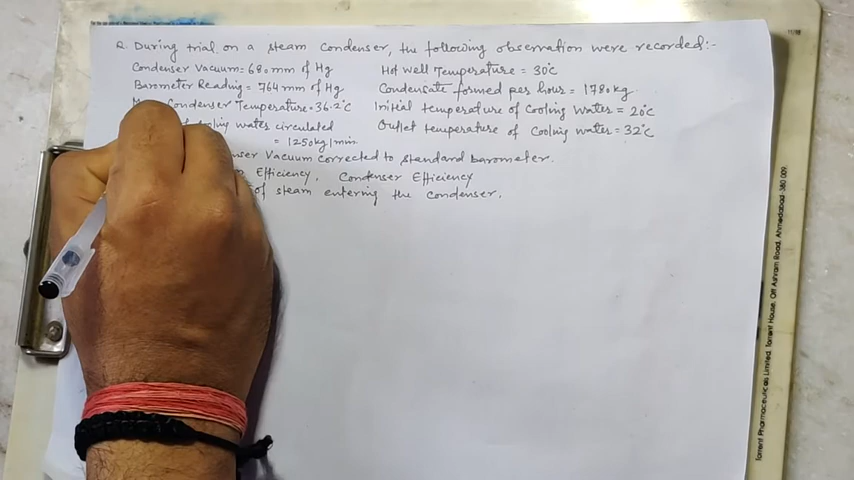 Q. During trial on a steam condenser, the following observation were recorded:-
Condenser Vacuum = 680 mm of Hg
Hot Well Temperature = 30°C
Barometer Reading = 764 mm of Hg
Condensate formed per hour = 1780 kg.
Condenser Temperature = 36.2°C
Initial temperature of Cooling Water = 20°C
water circulated
Outlet temperature of Cooling water = 32°C
= 1250 kg/min.
Vacuum corrected to standard barometer.
Efficiency, Condenser Efficiency
of steam entering the condenser.
Torrent Pharmaceuticals Limited, Torrent House, Off Ashram Road, Ahmedabad-380 009.